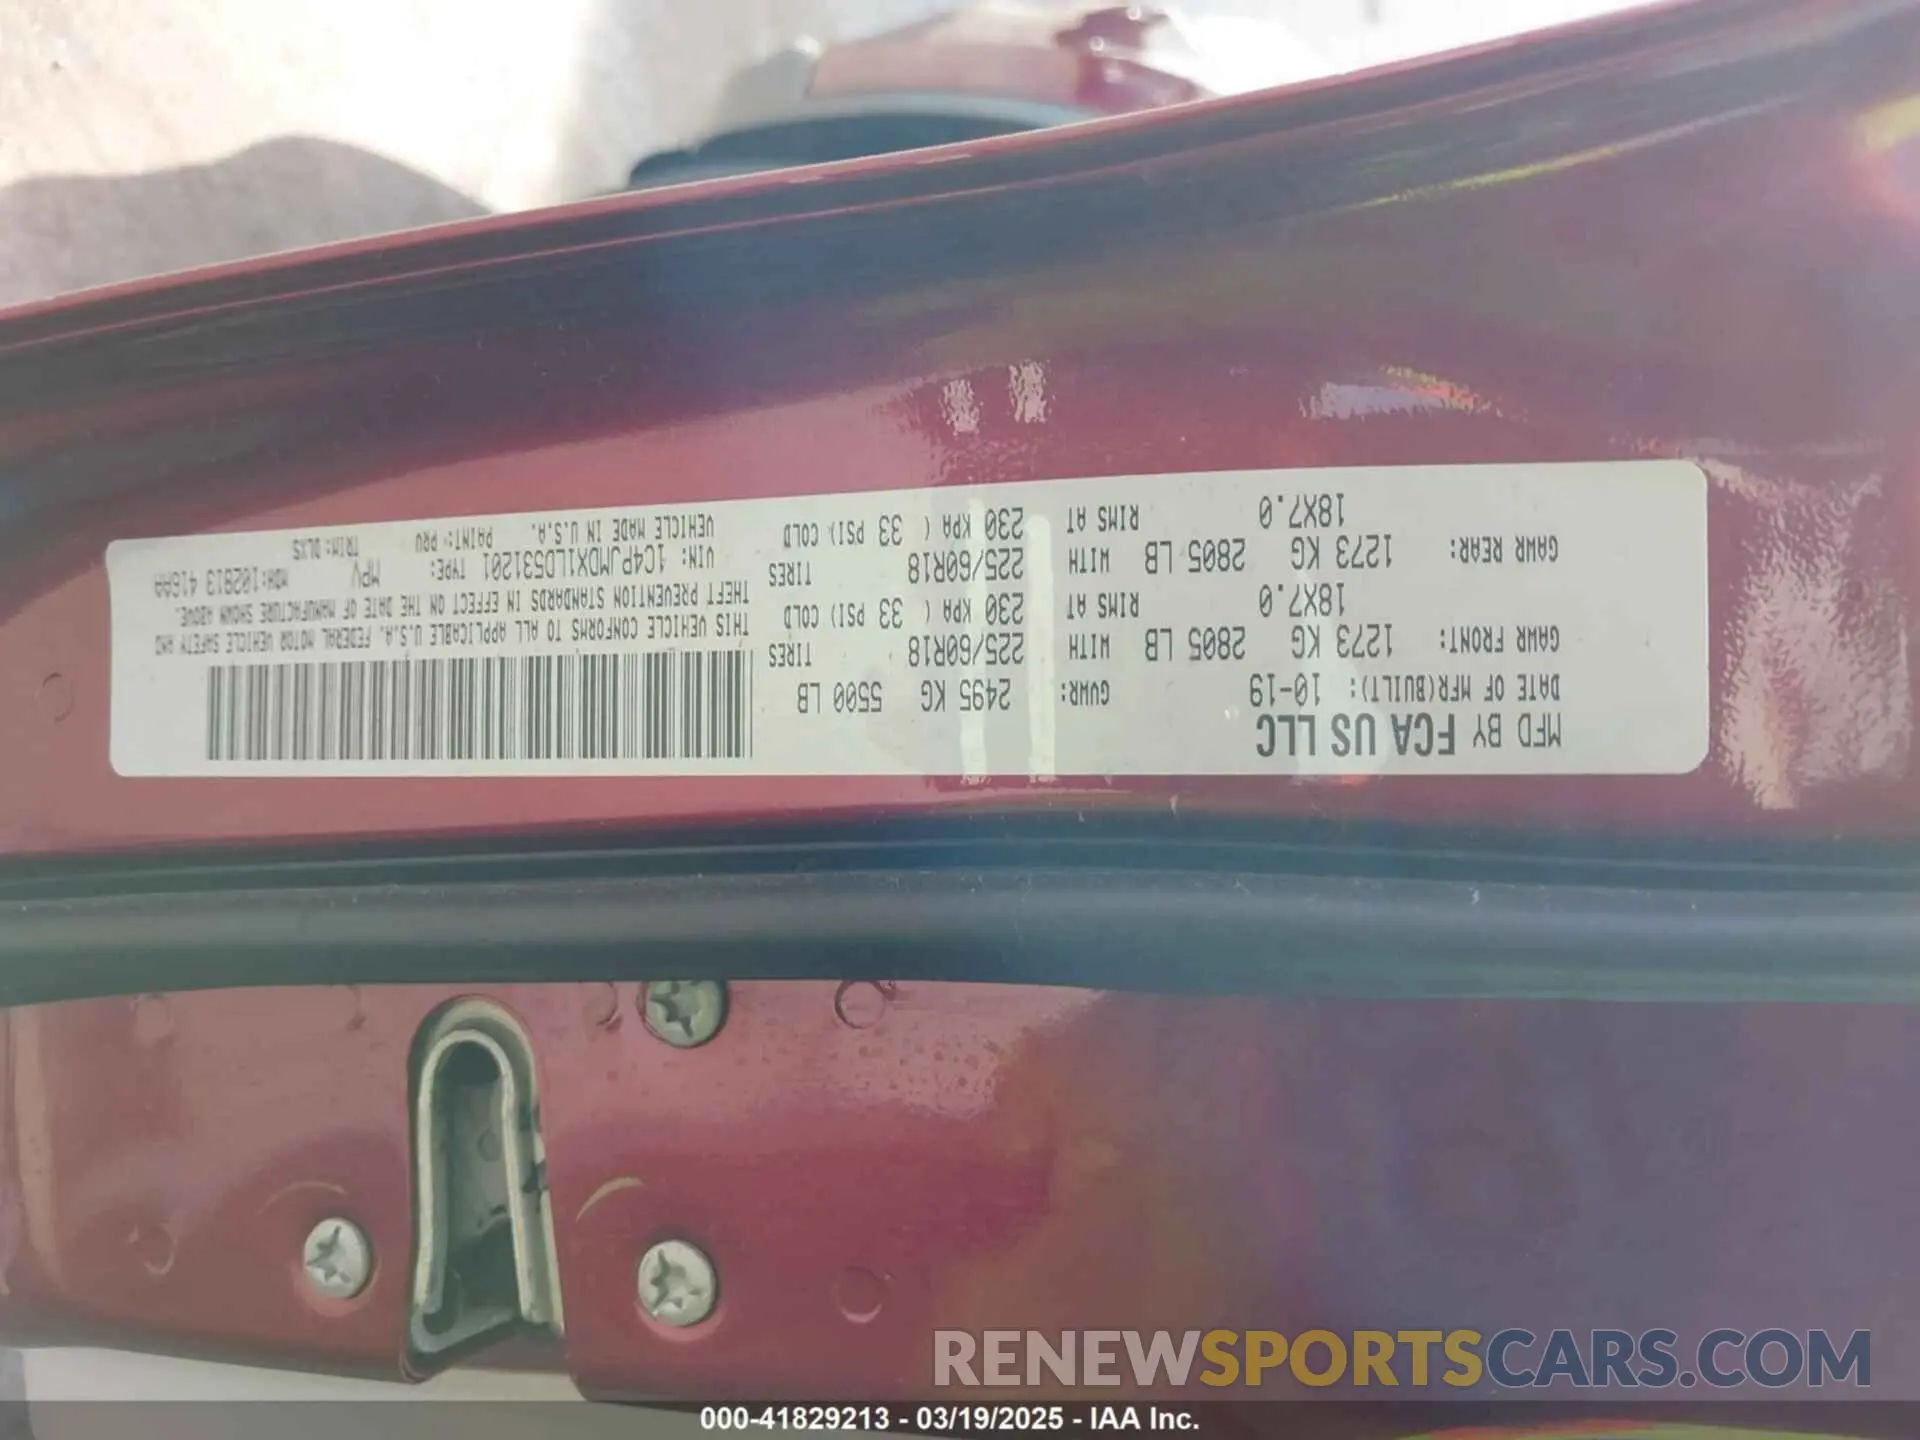 MFD BY FCA US LLC
DATE OF MFR(BUILT): 10-19 GVWR: 2495 KG 5500 LB
GAWR FRONT: 1273 KG 2805 LB WITH TIRES 225/60R18
18X7.0 RIMS AT 230 KPA ( 33 PSI) COLD
GAWR REAR: 1273 KG 2805 LB WITH TIRES 225/60R18
18X7.0 RIMS AT 230 KPA ( 33 PSI) COLD
THIS VEHICLE CONFORMS TO ALL APPLICABLE U.S.A. FEDERAL MOTOR VEHICLE SAFETY AND
THEFT PREVENTION STANDARDS IN EFFECT ON THE DATE OF MANUFACTURE SHOWN ABOVE.
VIN: 1C4PJMDX1LD531201 TYPE: MPV MDH:102913 416AA
VEHICLE MADE IN U.S.A. PAINT: PRV TRIM: DLXS
RENEWSPORTSCARS.COM
000-41829213 - 03/19/2025 - IAA Inc.